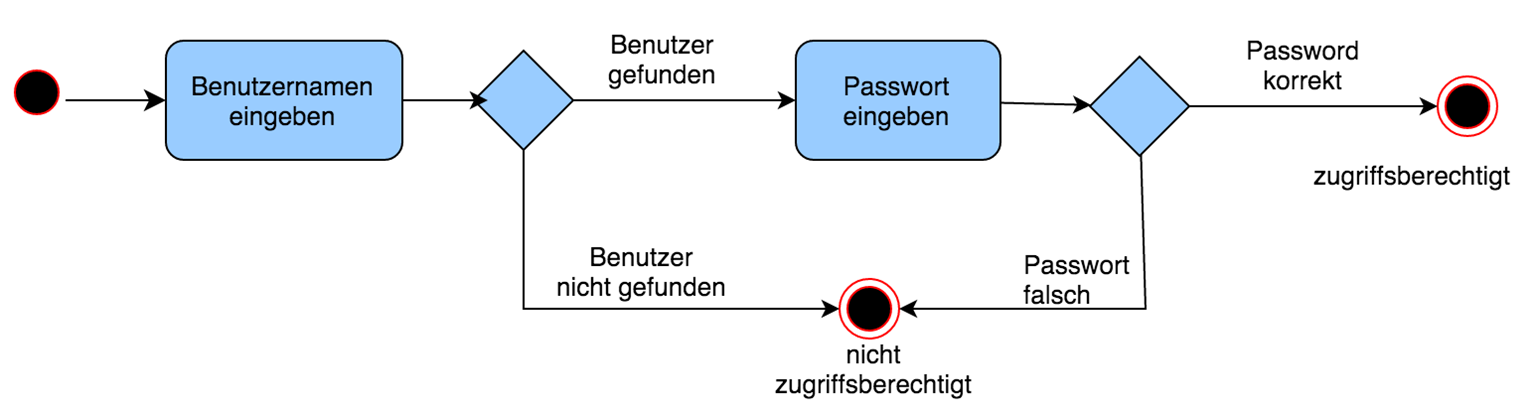 Benutzernamen
eingeben
Benutzer
gefunden
Passwort
eingeben
Password
korrekt
zugriffsberechtigt
Benutzer
nicht gefunden
Passwort
falsch
nicht
zugriffsberechtigt